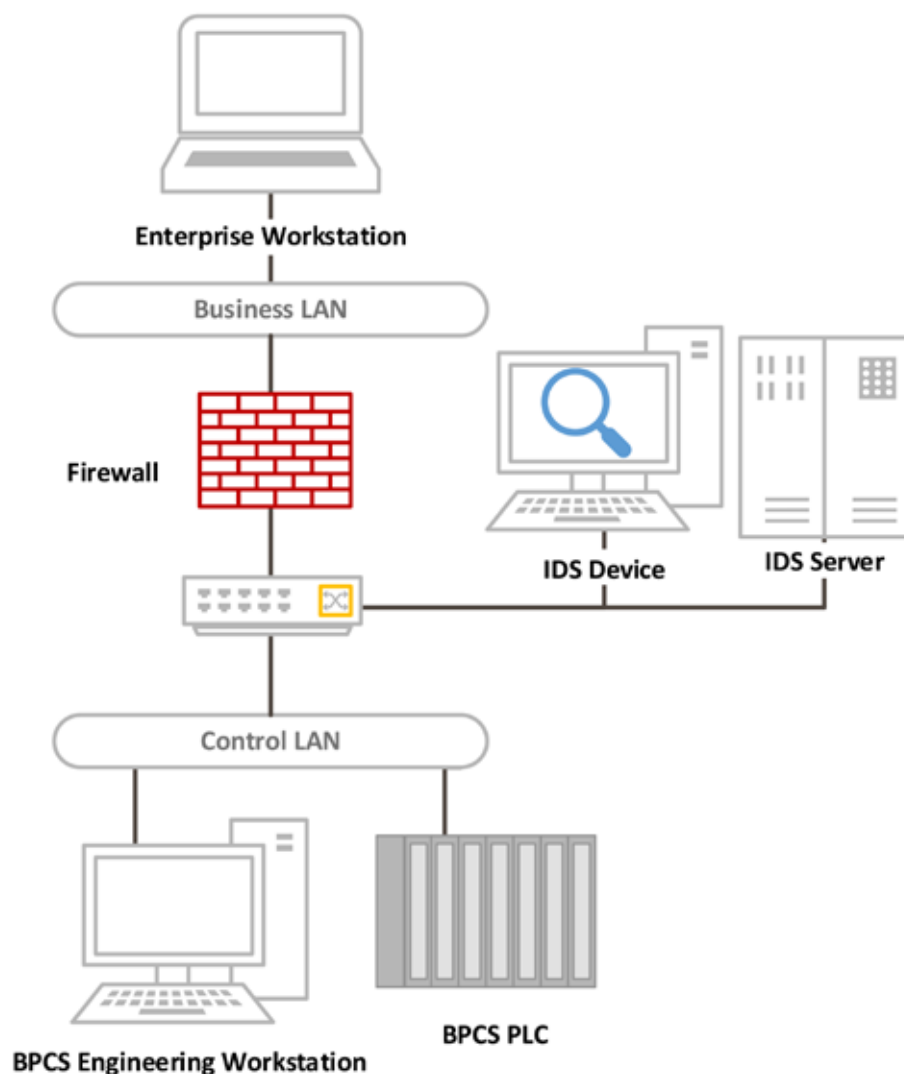 Enterprise Workstation
Business LAN
Firewall
IDS Device
IDS Server
Control LAN
BPCS Engineering Workstation
BPCS PLC